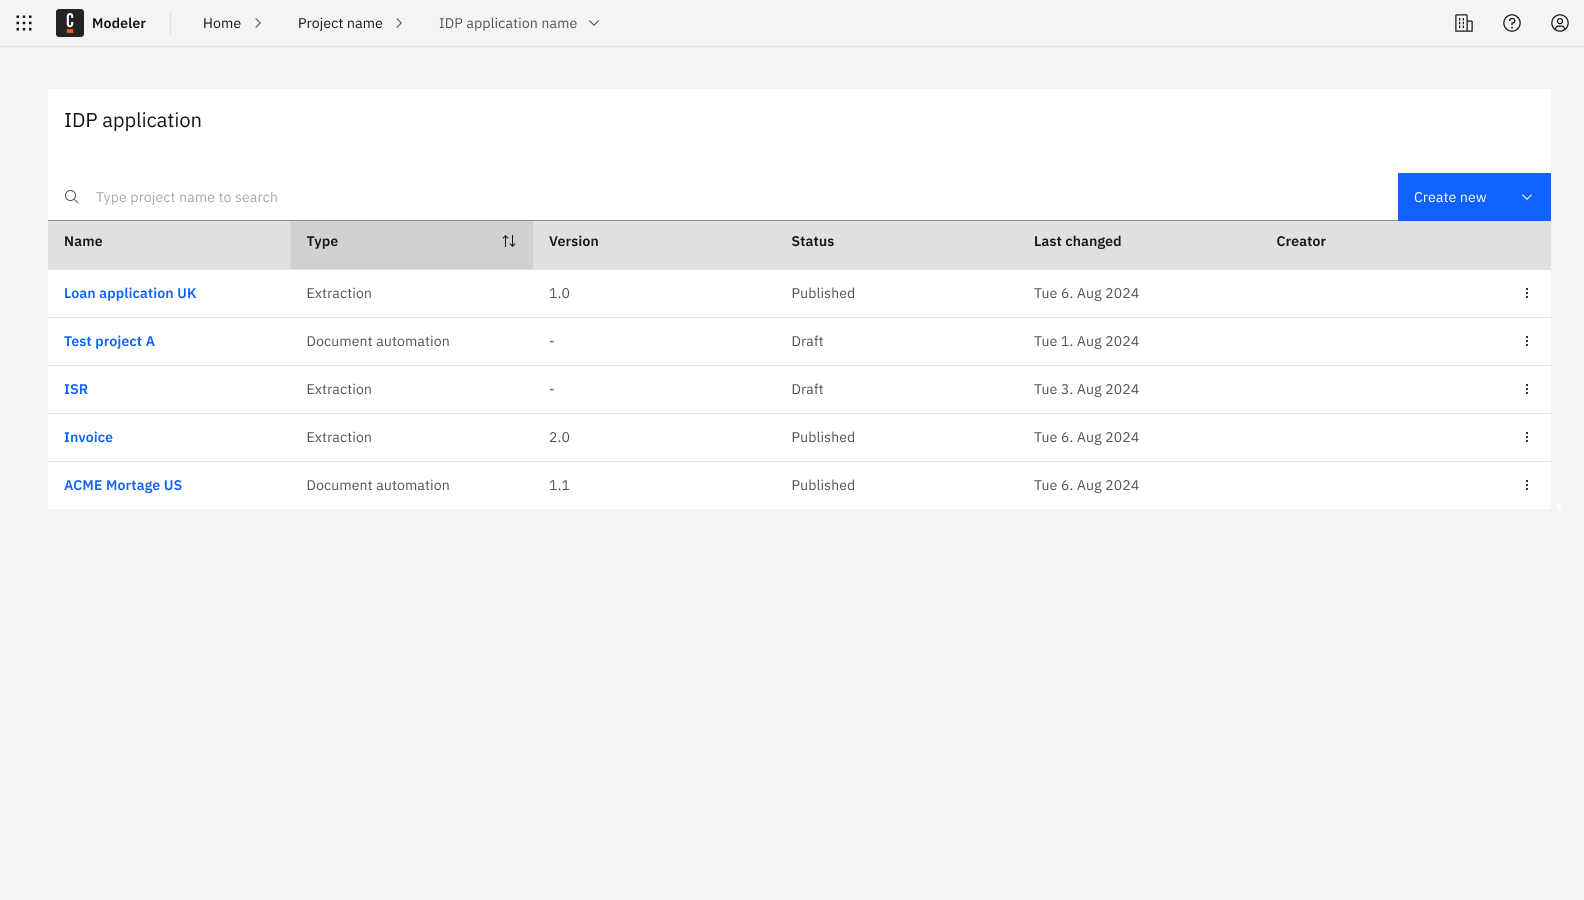 C Modeler Home Project name IDP application name
IDP application
Type project name to search Create new
Name Type Version Status Last changed Creator
Loan application UK Extraction 1.0 Published Tue 6. Aug 2024
Test project A Document automation - Draft Tue 1. Aug 2024
ISR Extraction - Draft Tue 3. Aug 2024
Invoice Extraction 2.0 Published Tue 6. Aug 2024
ACME Mortage US Document automation 1.1 Published Tue 6. Aug 2024